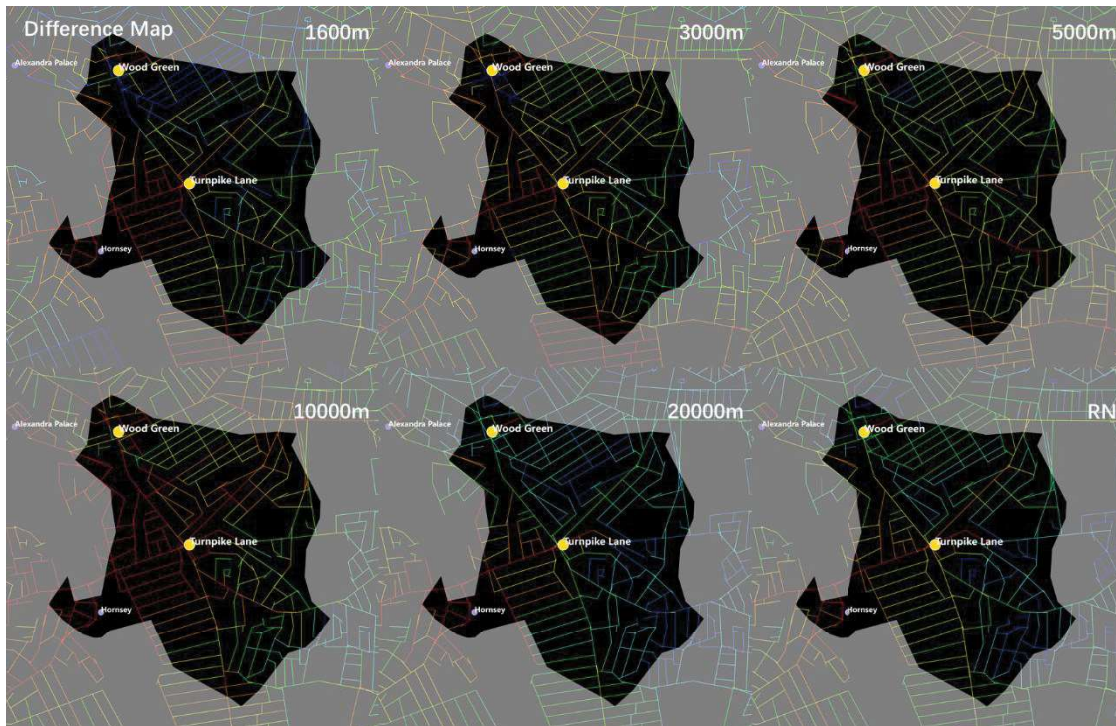 Difference Map
1600m
Alexandra Palace
Wood Green
Turnpike Lane
Hornsey
3000m
Alexandra Palace
Wood Green
Turnpike Lane
Hornsey
5000m
Alexandra Palace
Wood Green
Turnpike Lane
Hornsey
10000m
Alexandra Palace
Wood Green
Turnpike Lane
Hornsey
20000m
Alexandra Palace
Wood Green
Turnpike Lane
Hornsey
RN
Alexandra Palace
Wood Green
Turnpike Lane
Hornsey